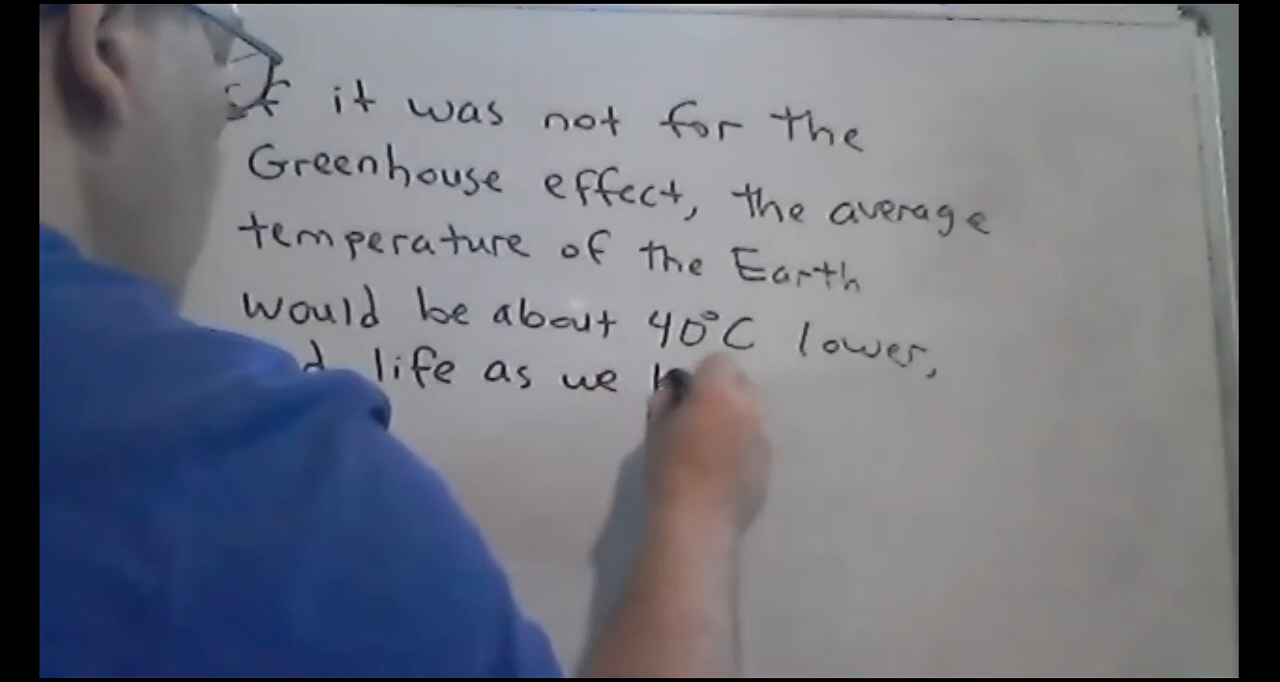 If it was not for the
Greenhouse effect, the average
temperature of the Earth
would be about 40°C lower,
life as we